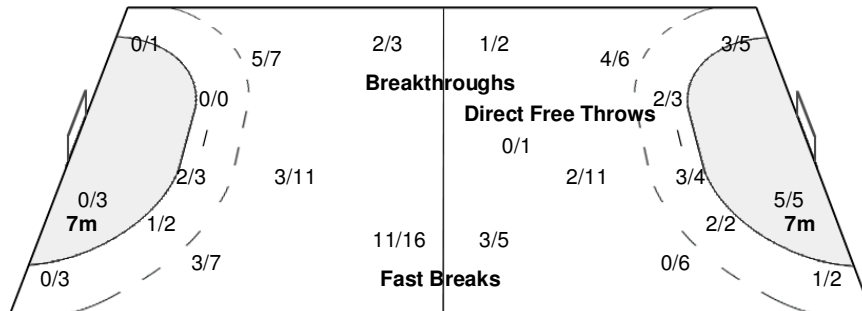 0/1 2/3 1/2 3/5
5/7 4/6
Breakthroughs
0/0 2/3
Direct Free Throws
0/1
2/3 3/11 2/11 3/4
0/3 5/5
7m 1/2 2/2 7m
11/16 3/5
3/7 0/6
0/3 Fast Breaks 1/2